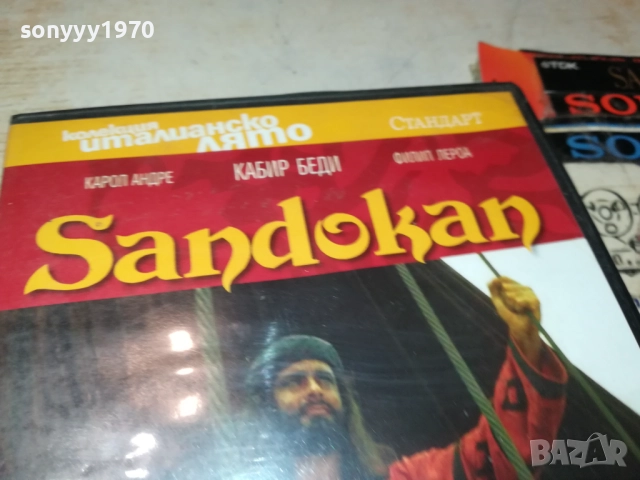 sonyyy1970
колекция
италианско
лято
СТАНДАРТ
КАРОЛ АНДРЕ
КАБИР БЕДИ
ФИЛИП ЛЕРОА
Sandokan
TDK
SO
SO
BAZAR